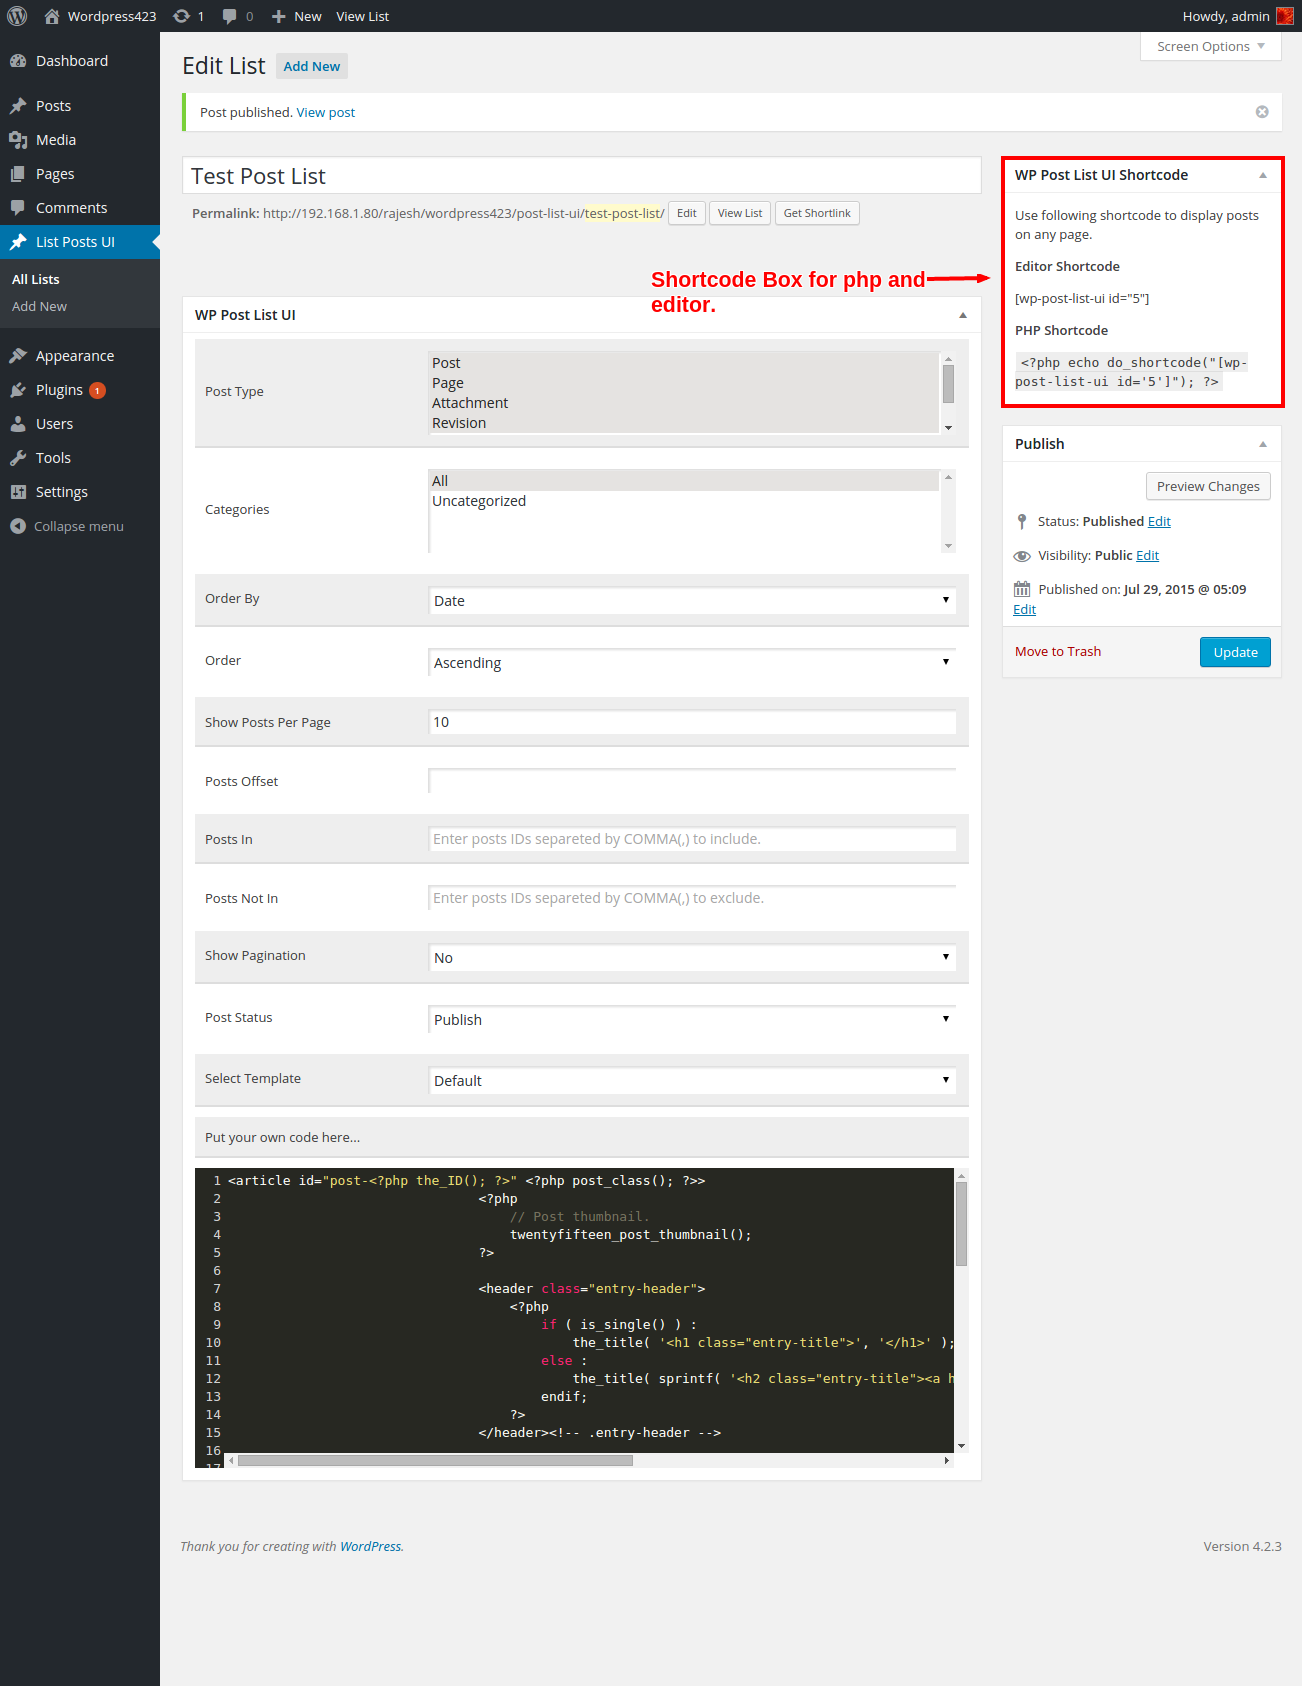 Wordpress423 1 0 New View List Howdy, admin
Dashboard
Posts
Media
Pages
Comments
List Posts UI
All Lists
Add New
Appearance
Plugins 1
Users
Tools
Settings
Collapse menu
Screen Options
Edit List Add New
Post published. View post
Test Post List
Permalink: http://192.168.1.80/rajesh/wordpress423/post-list-ui/test-post-list/ Edit View List Get Shortlink
Shortcode Box for php and
editor.
WP Post List UI
Post Type
Post
Page
Attachment
Revision
Categories
All
Uncategorized
Order By Date
Order Ascending
Show Posts Per Page 10
Posts Offset
Posts In Enter posts IDs separeted by COMMA(,) to include.
Posts Not In Enter posts IDs separeted by COMMA(,) to exclude.
Show Pagination No
Post Status Publish
Select Template Default
Put your own code here...
1 <article id="post-<?php the_ID(); ?>" <?php post_class(); ?>>
2 <?php
3 // Post thumbnail.
4 twentyfifteen_post_thumbnail();
5 ?>
6
7 <header class="entry-header">
8 <?php
9 if ( is_single() ) :
10 the_title( '<h1 class="entry-title">', '</h1>' );
11 else :
12 the_title( sprintf( '<h2 class="entry-title"><a h
13 endif;
14 ?>
15 </header><!-- .entry-header -->
16
17
WP Post List UI Shortcode
Use following shortcode to display posts
on any page.
Editor Shortcode
[wp-post-list-ui id="5"]
PHP Shortcode
<?php echo do_shortcode("[wp-
post-list-ui id='5']"); ?>
Publish
Preview Changes
Status: Published Edit
Visibility: Public Edit
Published on: Jul 29, 2015 @ 05:09
Edit
Move to Trash Update
Thank you for creating with WordPress.
Version 4.2.3